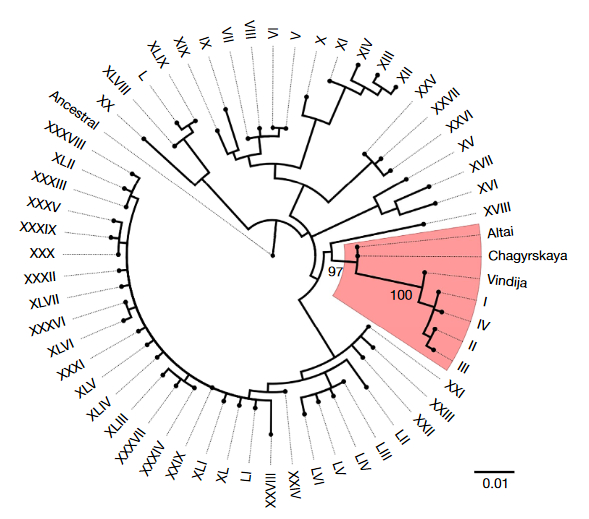 Ancestral
XX
XLVIII
L
XLIX
XIX
IX
VII
VIII
VI
V
X
XI
XIV
XIII
XII
XXV
XXVII
XXVI
XV
XVII
XVI
XVIII
Altai
Chagyrskaya
Vindija
I
IV
II
III
XXI
XXIII
XXII
LII
LIII
LIV
LV
LVI
XXIV
XXVIII
LI
XL
XLI
XXIX
XXXIV
XXXVII
XLIII
XLIV
XLV
XXXI
XLVI
XXXVI
XLVII
XXXII
XXX
XXXIX
XXXV
XXXIII
XLII
XXXVIII
97
100
0.01